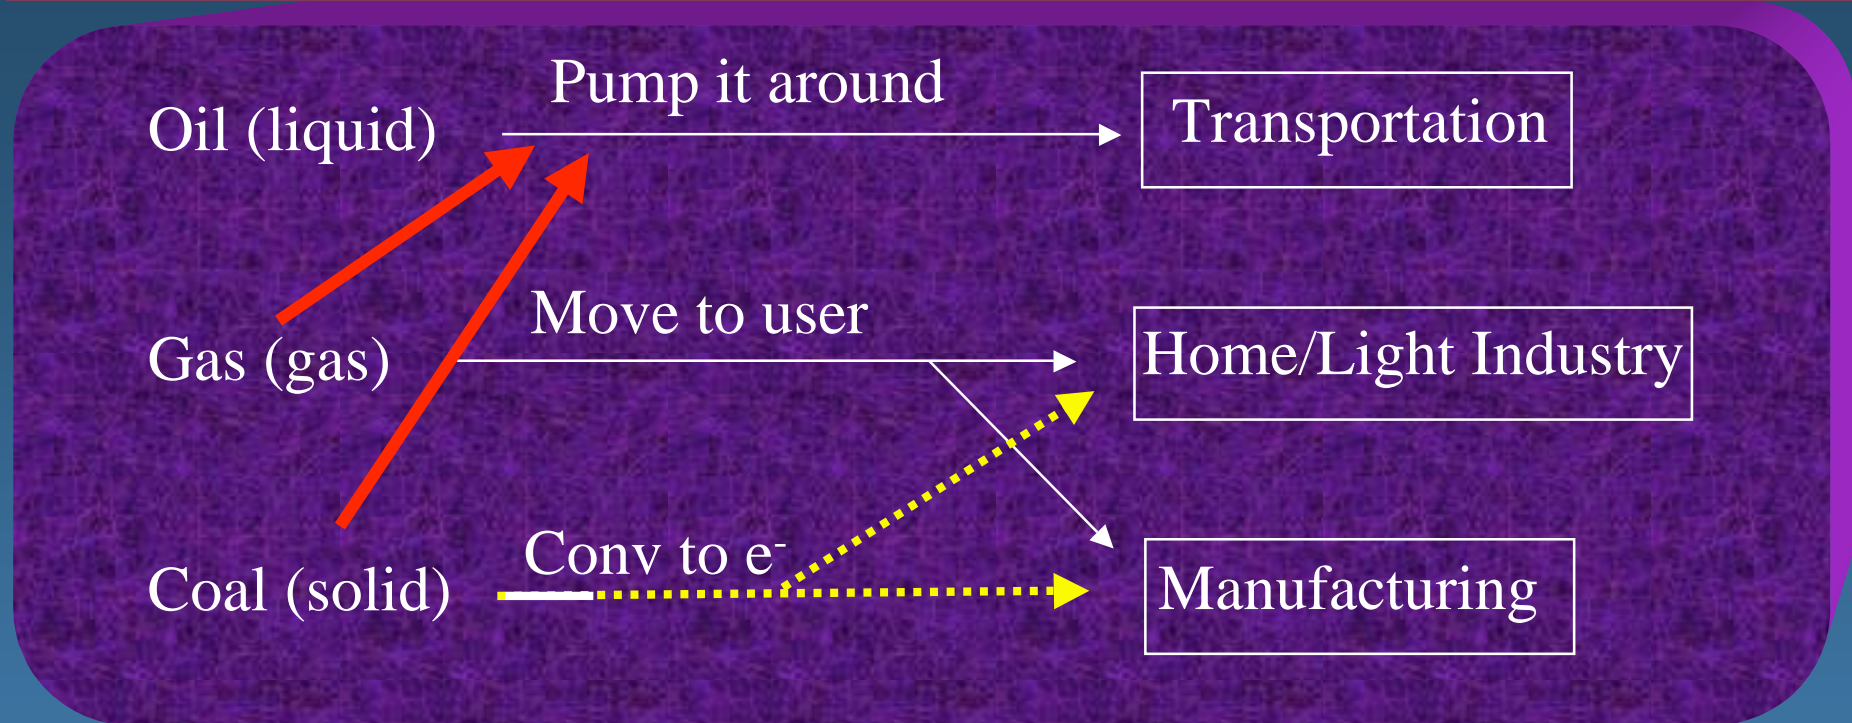 Pump it around
Oil (liquid)
Transportation
Move to user
Gas (gas)
Home/Light Industry
Conv to e⁻
Coal (solid)
Manufacturing